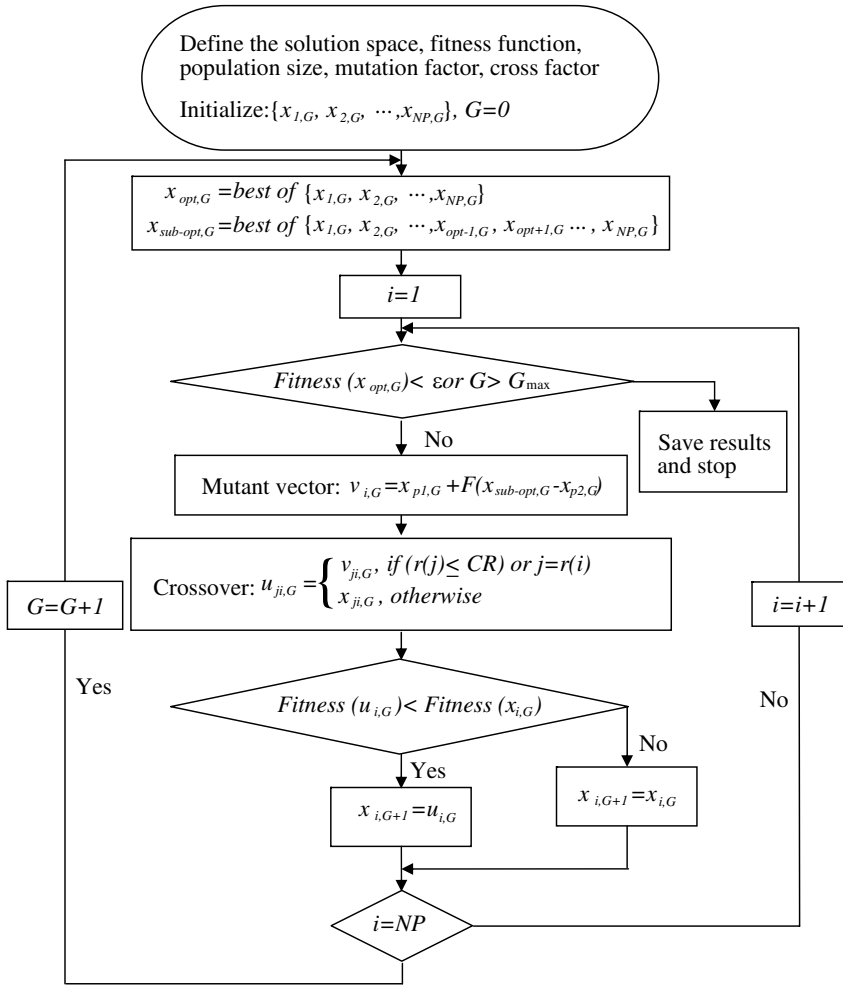 Define the solution space, fitness function,
population size, mutation factor, cross factor
Initialize:{x1,G, x2,G, ···,xNP,G}, G=0
xopt,G=best of {x1,G, x2,G, ···,xNP,G}
xsub-opt,G=best of {x1,G, x2,G, ···,xopt-1,G, xopt+1,G ···, xNP,G}
i=1
Fitness (xopt,G)< εor G> Gmax
No
Save results
and stop
Mutant vector: vi,G=xp1,G+F(xsub-opt,G-xp2,G)
Crossover: uji,G={ vji,G, if (r(j)≤ CR) or j=r(i)
xji,G, otherwise
G=G+1
i=i+1
Yes
No
Fitness (ui,G)< Fitness (xi,G)
No
Yes
xi,G+1=ui,G
xi,G+1=xi,G
i=NP